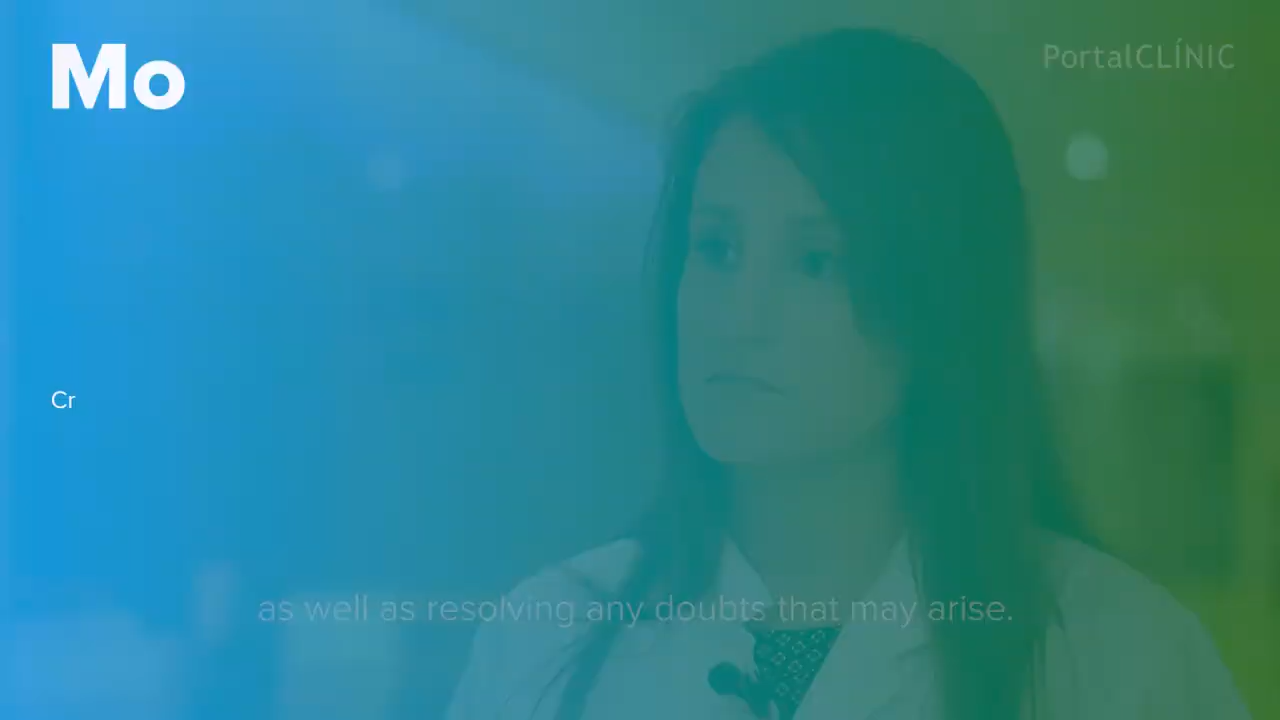 Mo
PortalCLÍNIC
Cr
as well as resolving any doubts that may arise.